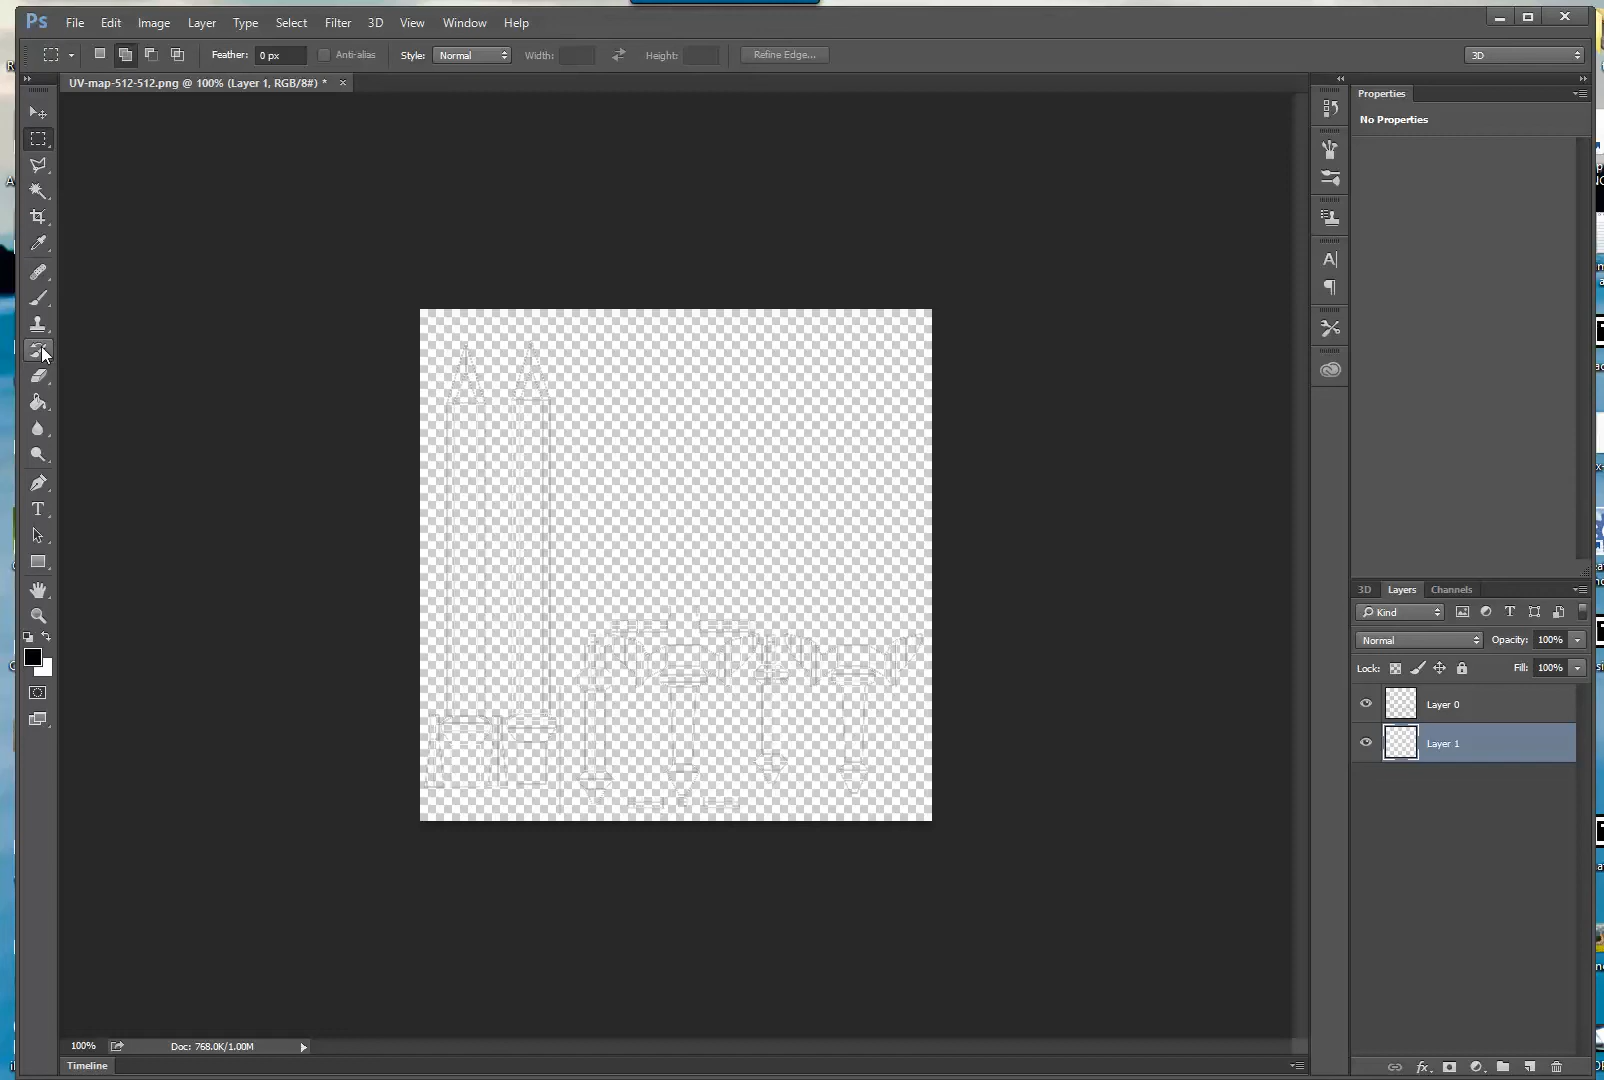 Ps File Edit Image Layer Type Select Filter 3D View Window Help
Feather: 0 px Anti-alias Style: Normal Width: Height: Refine Edge... 3D
UV-map-512-512.png @ 100% (Layer 1, RGB/8#) * ×
Properties
No Properties
3D Layers Channels
Kind
Normal Opacity: 100%
Lock: Fill: 100%
Layer 0
Layer 1
100% Doc: 768.0K/1.00M
Timeline